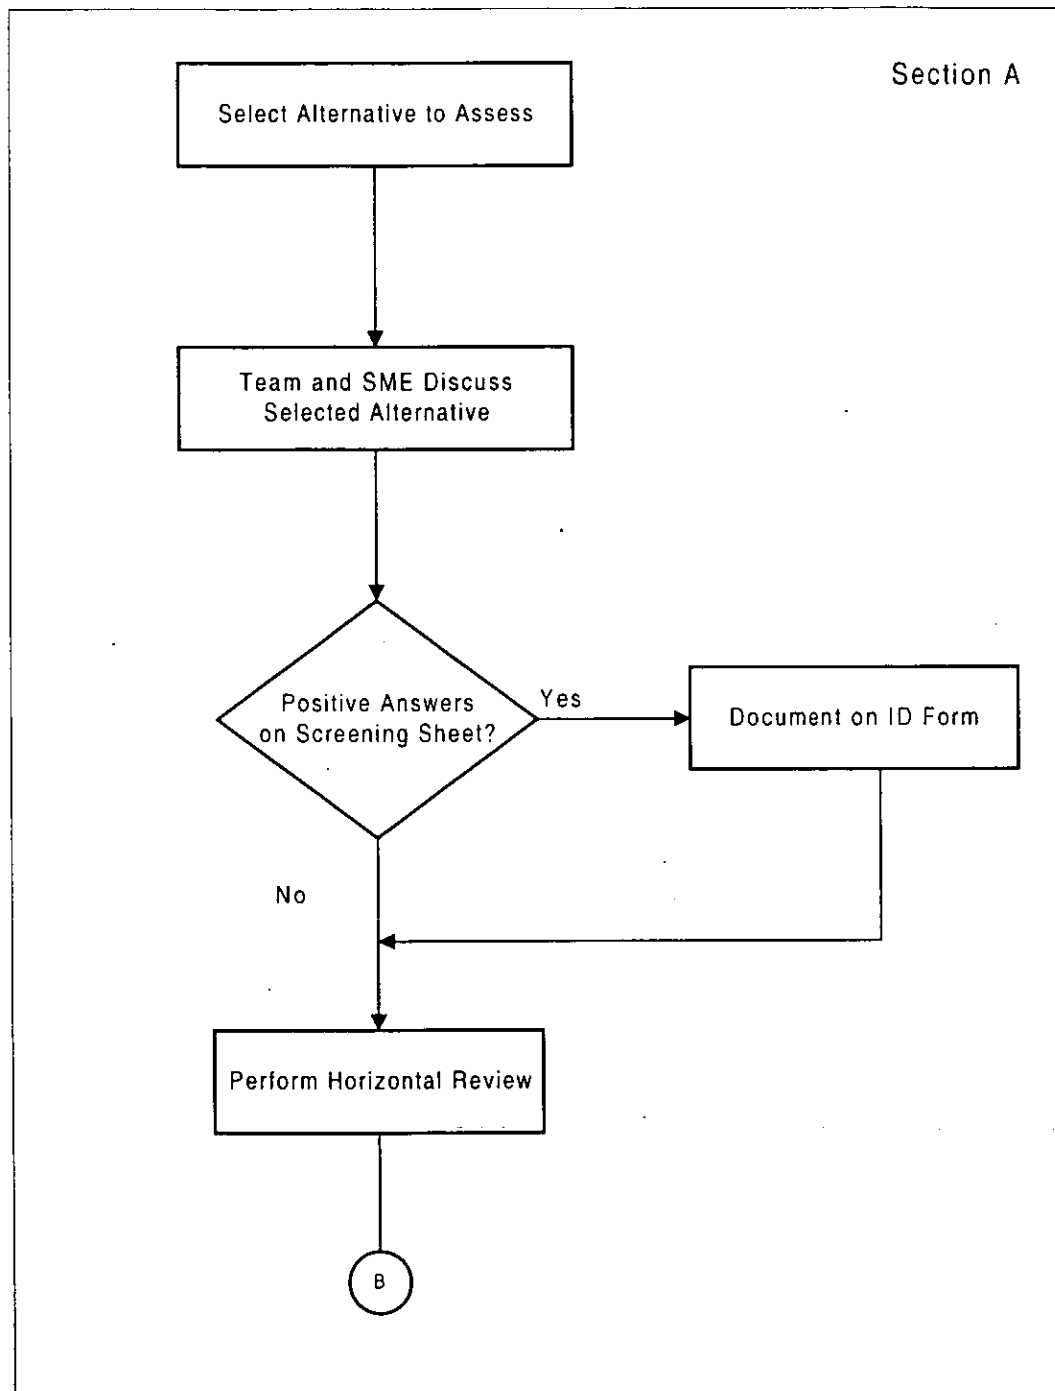 Section A
Select Alternative to Assess
Team and SME Discuss
Selected Alternative
Positive Answers
on Screening Sheet?
Yes
Document on ID Form
No
Perform Horizontal Review
B